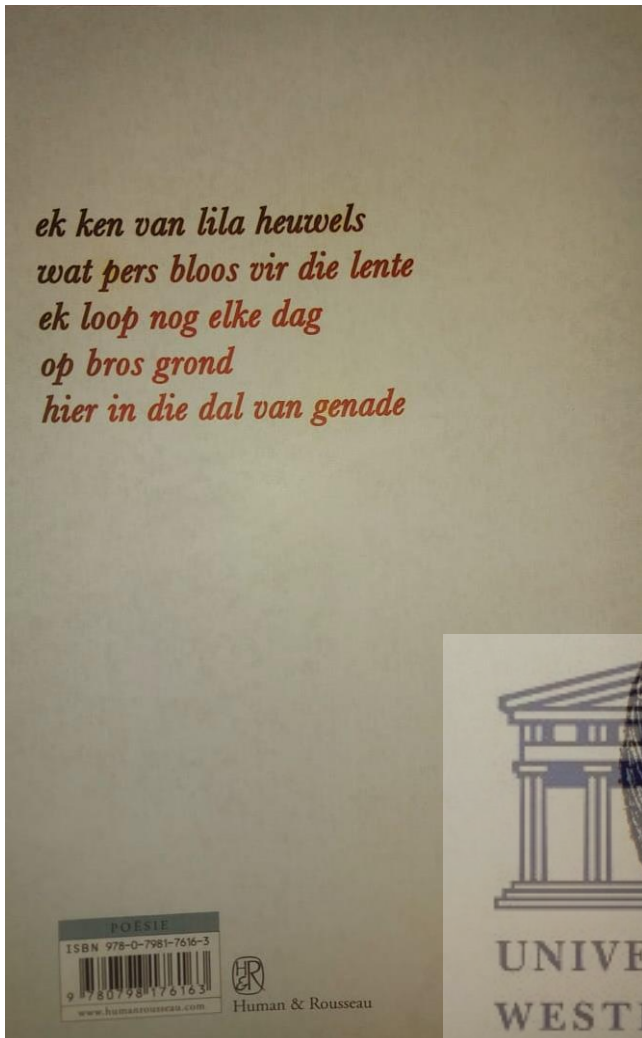 ek ken van lila heuwels
wat pers bloos vir die lente
ek loop nog elke dag
op bros grond
hier in die dal van genade
POËSIE
ISBN 978-0-7981-7616-3
9 780798 176163
www.humanrousseau.com
H&R
Human & Rousseau
UNIVE
WEST